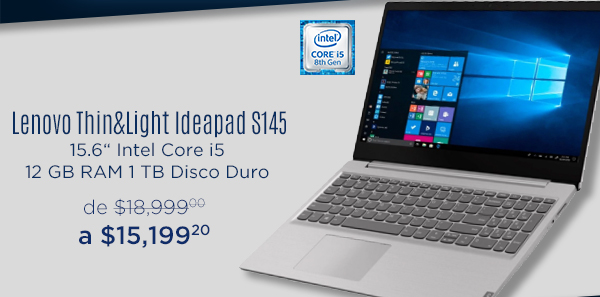 intel
CORE i5
8th Gen
Lenovo Thin&Light Ideapad S145
15.6“ Intel Core i5
12 GB RAM 1 TB Disco Duro
de $18,999⁰⁰
a $15,199²⁰